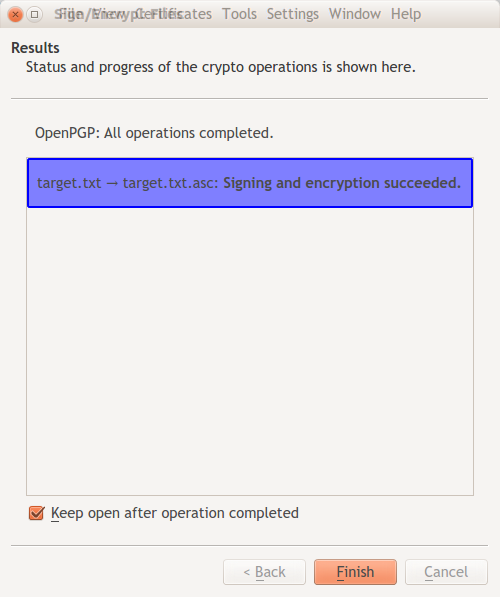 Sign/Encrypt Files
File View Certificates Tools Settings Window Help
Results
Status and progress of the crypto operations is shown here.
OpenPGP: All operations completed.
target.txt → target.txt.asc: Signing and encryption succeeded.
Keep open after operation completed
< Back Finish Cancel